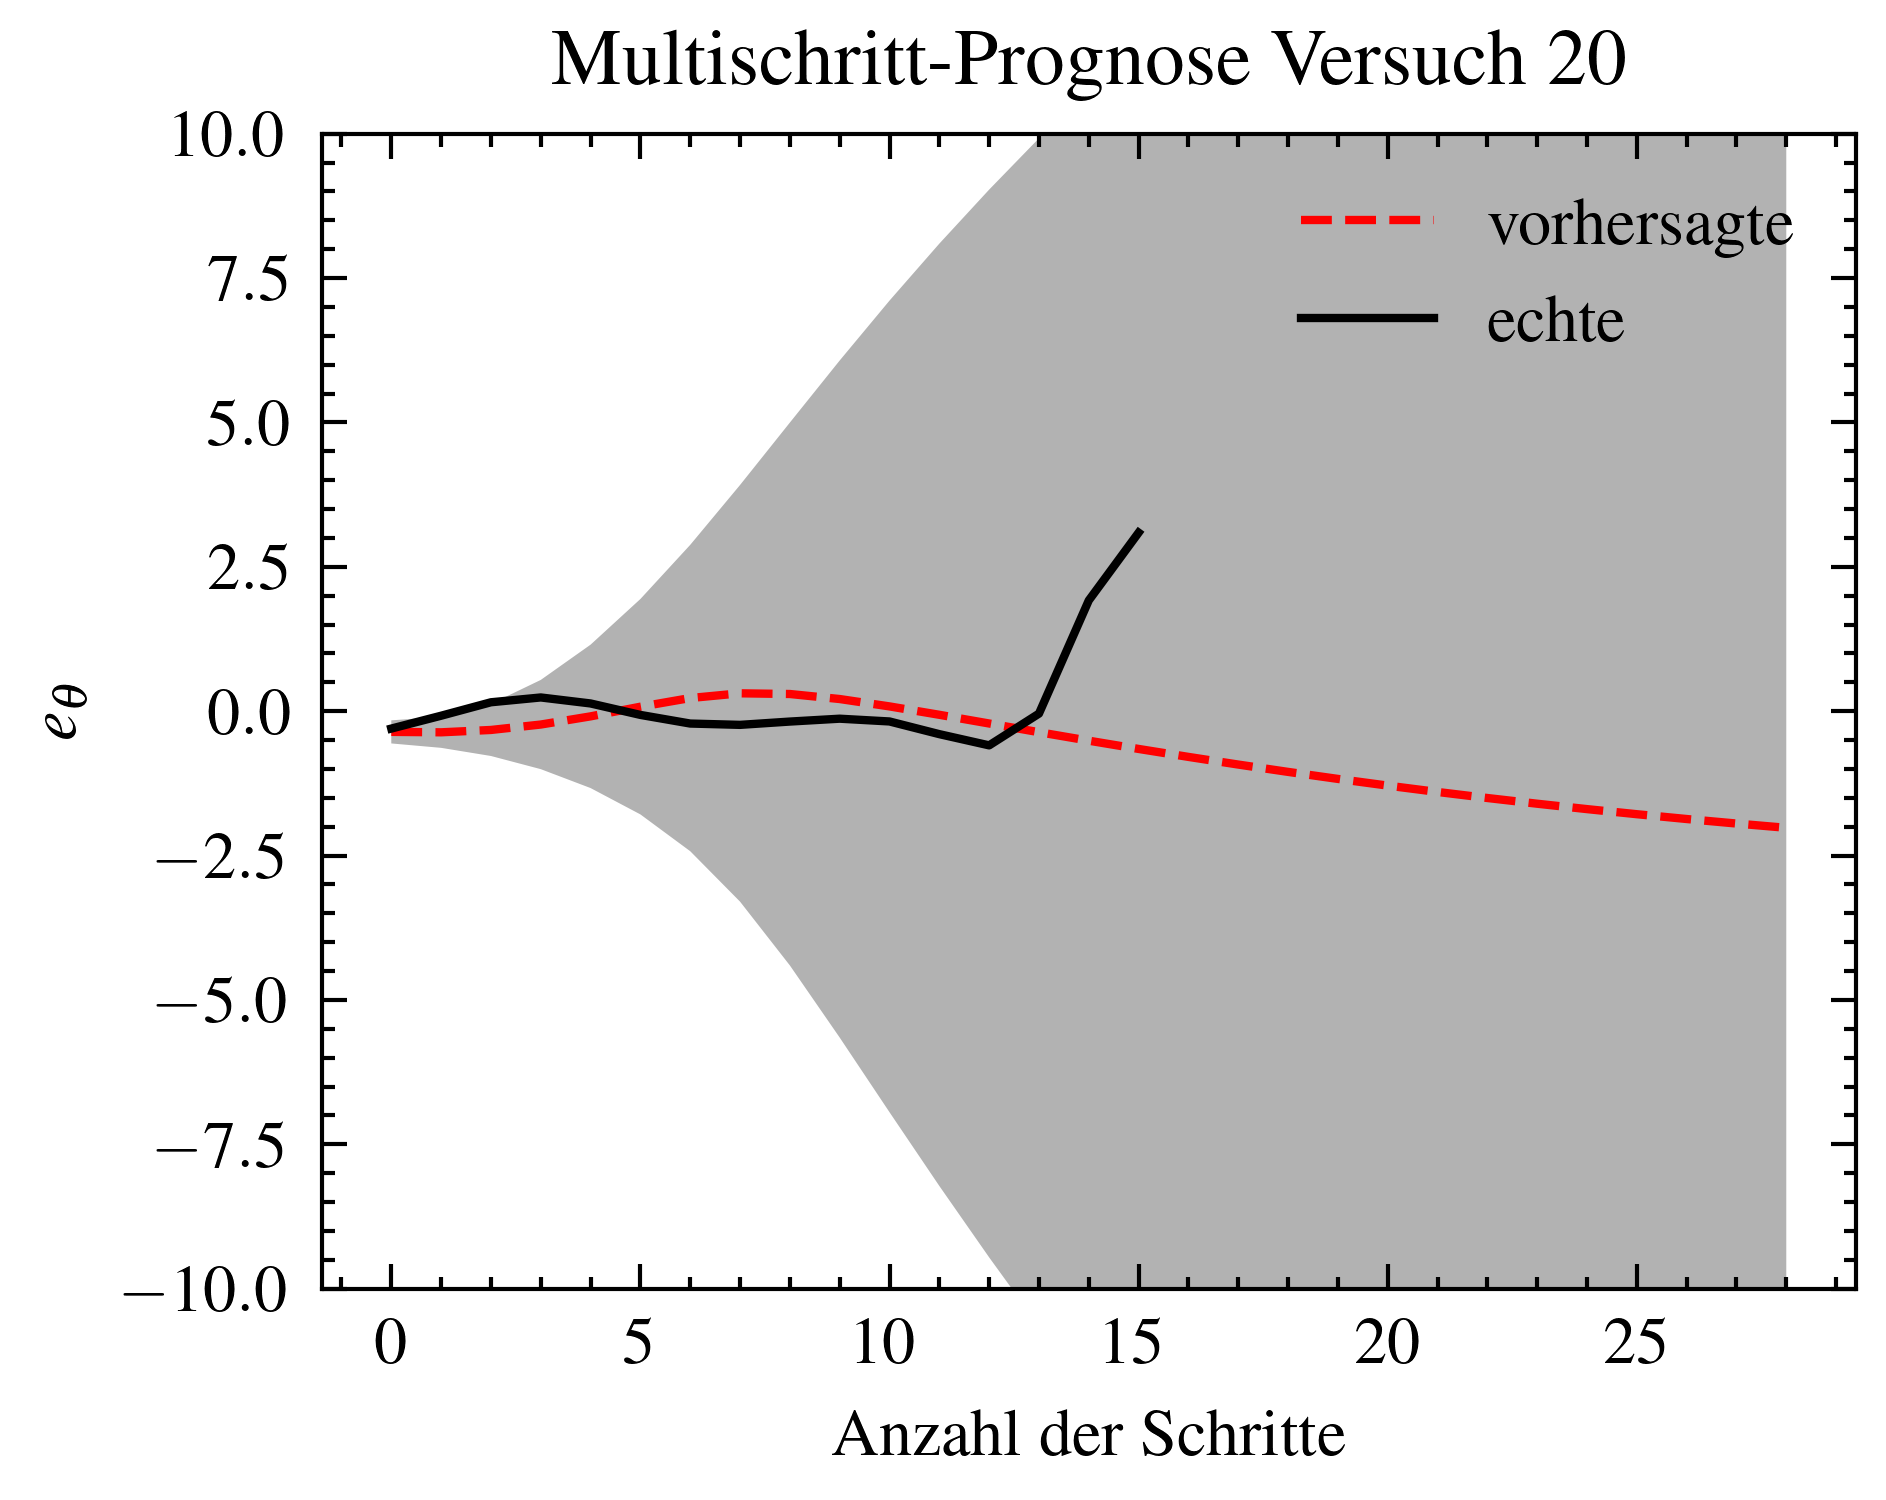 Multischritt-Prognose Versuch 20
10.0
7.5
5.0
2.5
0.0
−2.5
−5.0
−7.5
−10.0
e_θ
vorhersagte
echte
0 5 10 15 20 25
Anzahl der Schritte